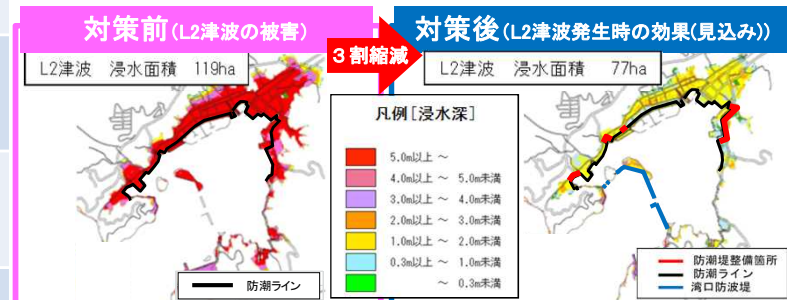 対策前(L2津波の被害)
L2津波 浸水面積 119ha
防潮ライン
3割縮減
凡例[浸水深]
5.0m以上 ～
4.0m以上 ～ 5.0m未満
3.0m以上 ～ 4.0m未満
2.0m以上 ～ 3.0m未満
1.0m以上 ～ 2.0m未満
0.3m以上 ～ 1.0m未満
～ 0.3m未満
対策後(L2津波発生時の効果(見込み))
L2津波 浸水面積 77ha
防潮堤整備箇所
防潮ライン
湾口防波堤